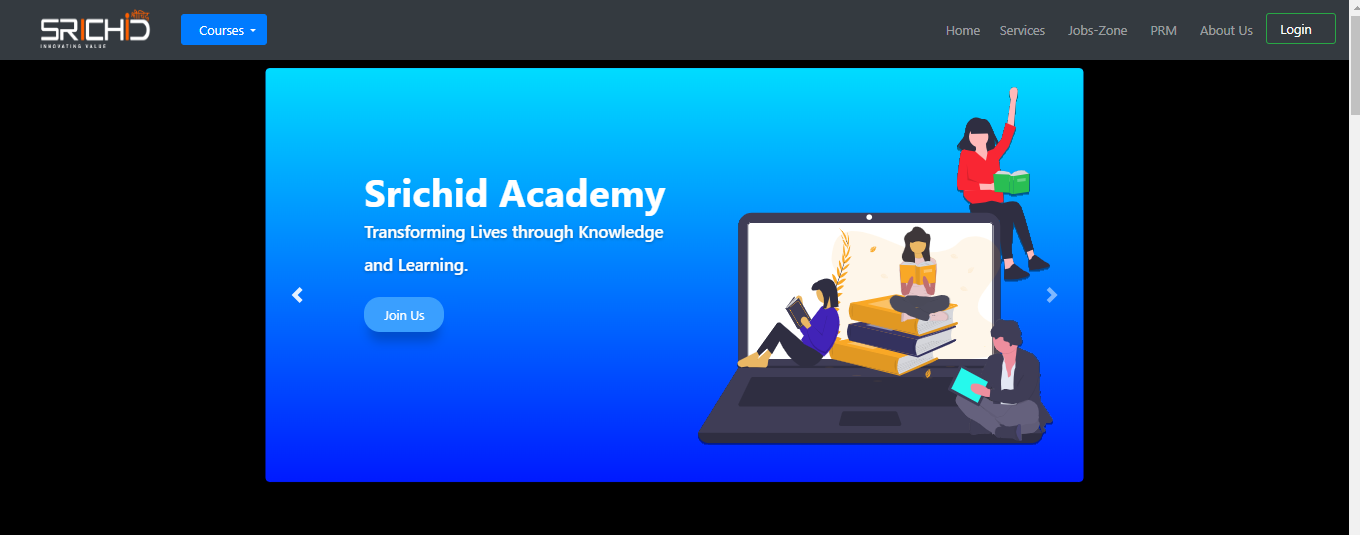 SRICHID
INNOVATING VALUE
Courses
Home
Services
Jobs-Zone
PRM
About Us
Login
Srichid Academy
Transforming Lives through Knowledge
and Learning.
Join Us